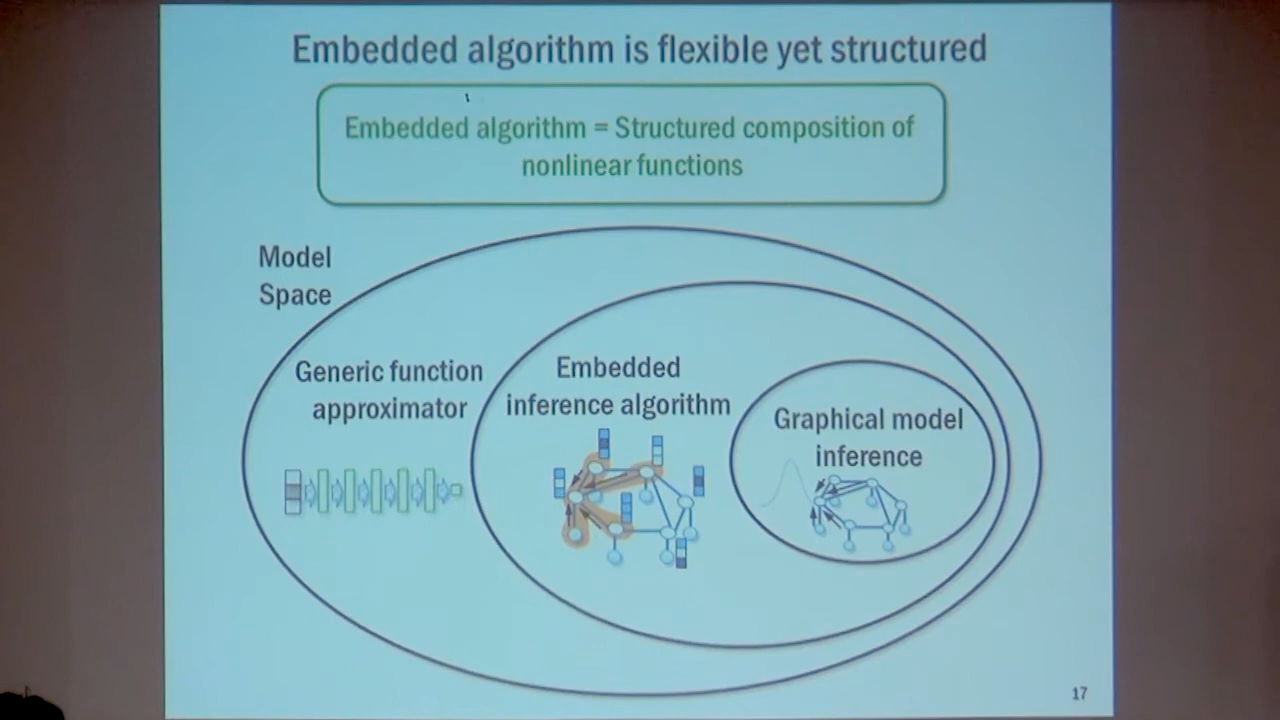 Embedded algorithm is flexible yet structured
Embedded algorithm = Structured composition of
nonlinear functions
Model
Space
Generic function
approximator
Embedded
inference algorithm
Graphical model
inference
17